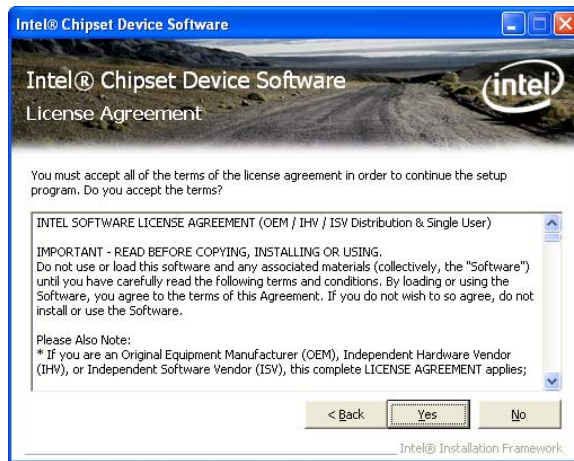 Intel® Chipset Device Software
Intel® Chipset Device Software
intel
License Agreement
You must accept all of the terms of the license agreement in order to continue the setup
program. Do you accept the terms?
INTEL SOFTWARE LICENSE AGREEMENT (OEM / IHV / ISV Distribution & Single User)
IMPORTANT - READ BEFORE COPYING, INSTALLING OR USING.
Do not use or load this software and any associated materials (collectively, the "Software")
until you have carefully read the following terms and conditions. By loading or using the
Software, you agree to the terms of this Agreement. If you do not wish to so agree, do not
install or use the Software.
Please Also Note:
* If you are an Original Equipment Manufacturer (OEM), Independent Hardware Vendor
(IHV), or Independent Software Vendor (ISV), this complete LICENSE AGREEMENT applies;
< Back Yes No
Intel® Installation Framework